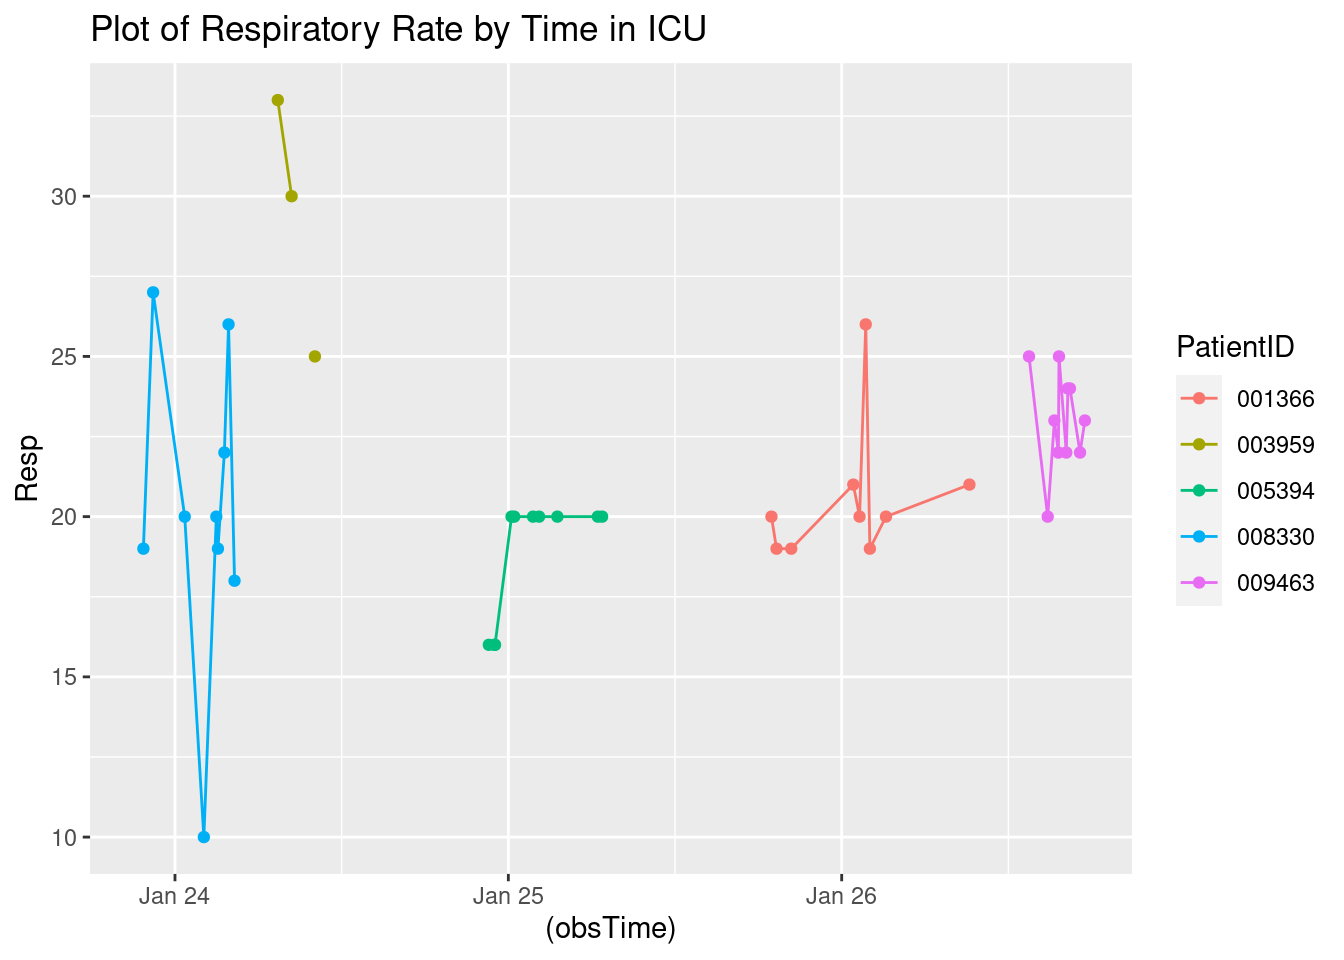 Plot of Respiratory Rate by Time in ICU
30
25
20
15
10
Resp
Jan 24
Jan 25
Jan 26
(obsTime)
PatientID
001366
003959
005394
008330
009463